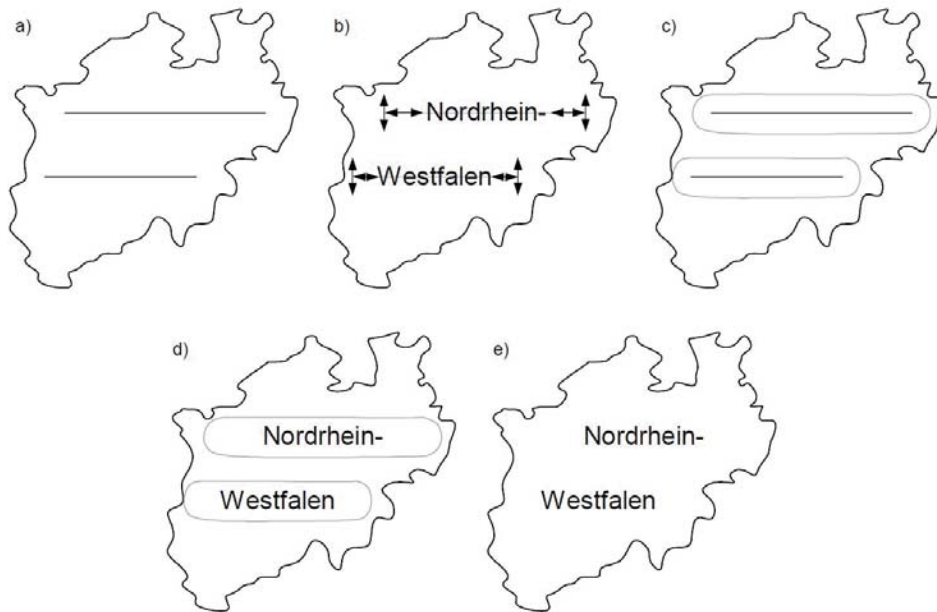 a)
b)
c)
Nordrhein-
Westfalen
d)
e)
Nordrhein-
Nordrhein-
Westfalen
Westfalen